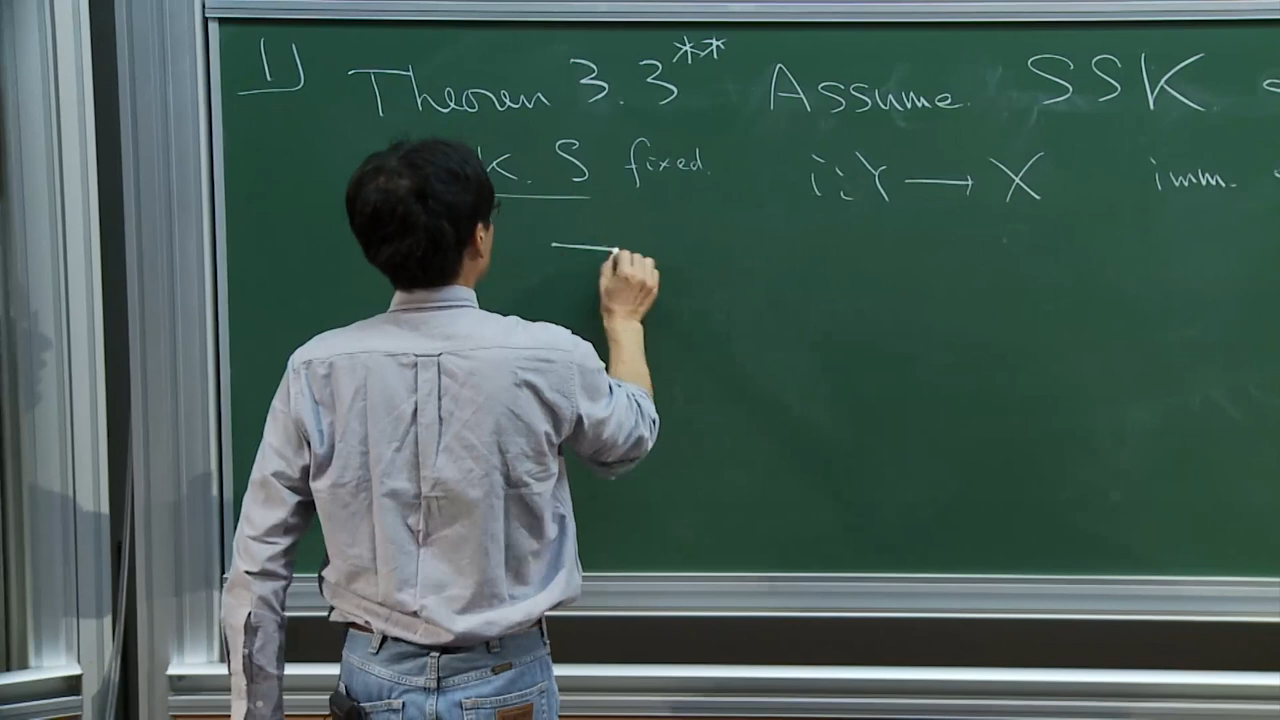 1) Theorem 3.3** Assume SSK
k. S fixed. i: Y → X imm.